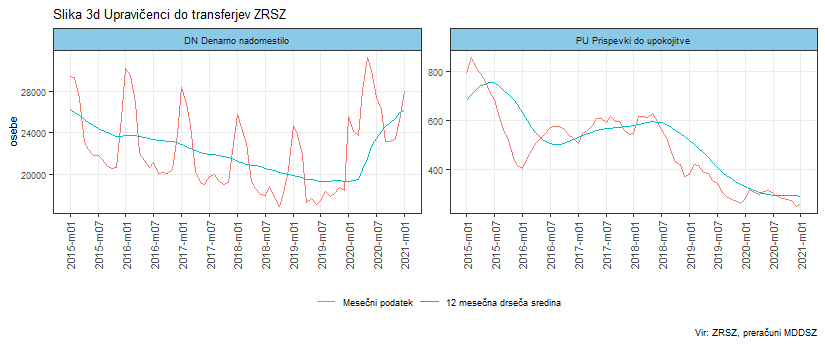 Slika 3d Upravičenci do transferjev ZRSZ
DN Denarno nadomestilo
PU Prispevki do upokojitve
osebe
28000
24000
20000
800
600
400
2015-m01
2015-m07
2016-m01
2016-m07
2017-m01
2017-m07
2018-m01
2018-m07
2019-m01
2019-m07
2020-m01
2020-m07
2021-m01
2015-m01
2015-m07
2016-m01
2016-m07
2017-m01
2017-m07
2018-m01
2018-m07
2019-m01
2019-m07
2020-m01
2020-m07
2021-m01
Mesečni podatek
12 mesečna drseča sredina
Vir: ZRSZ, preračuni MDDSZ